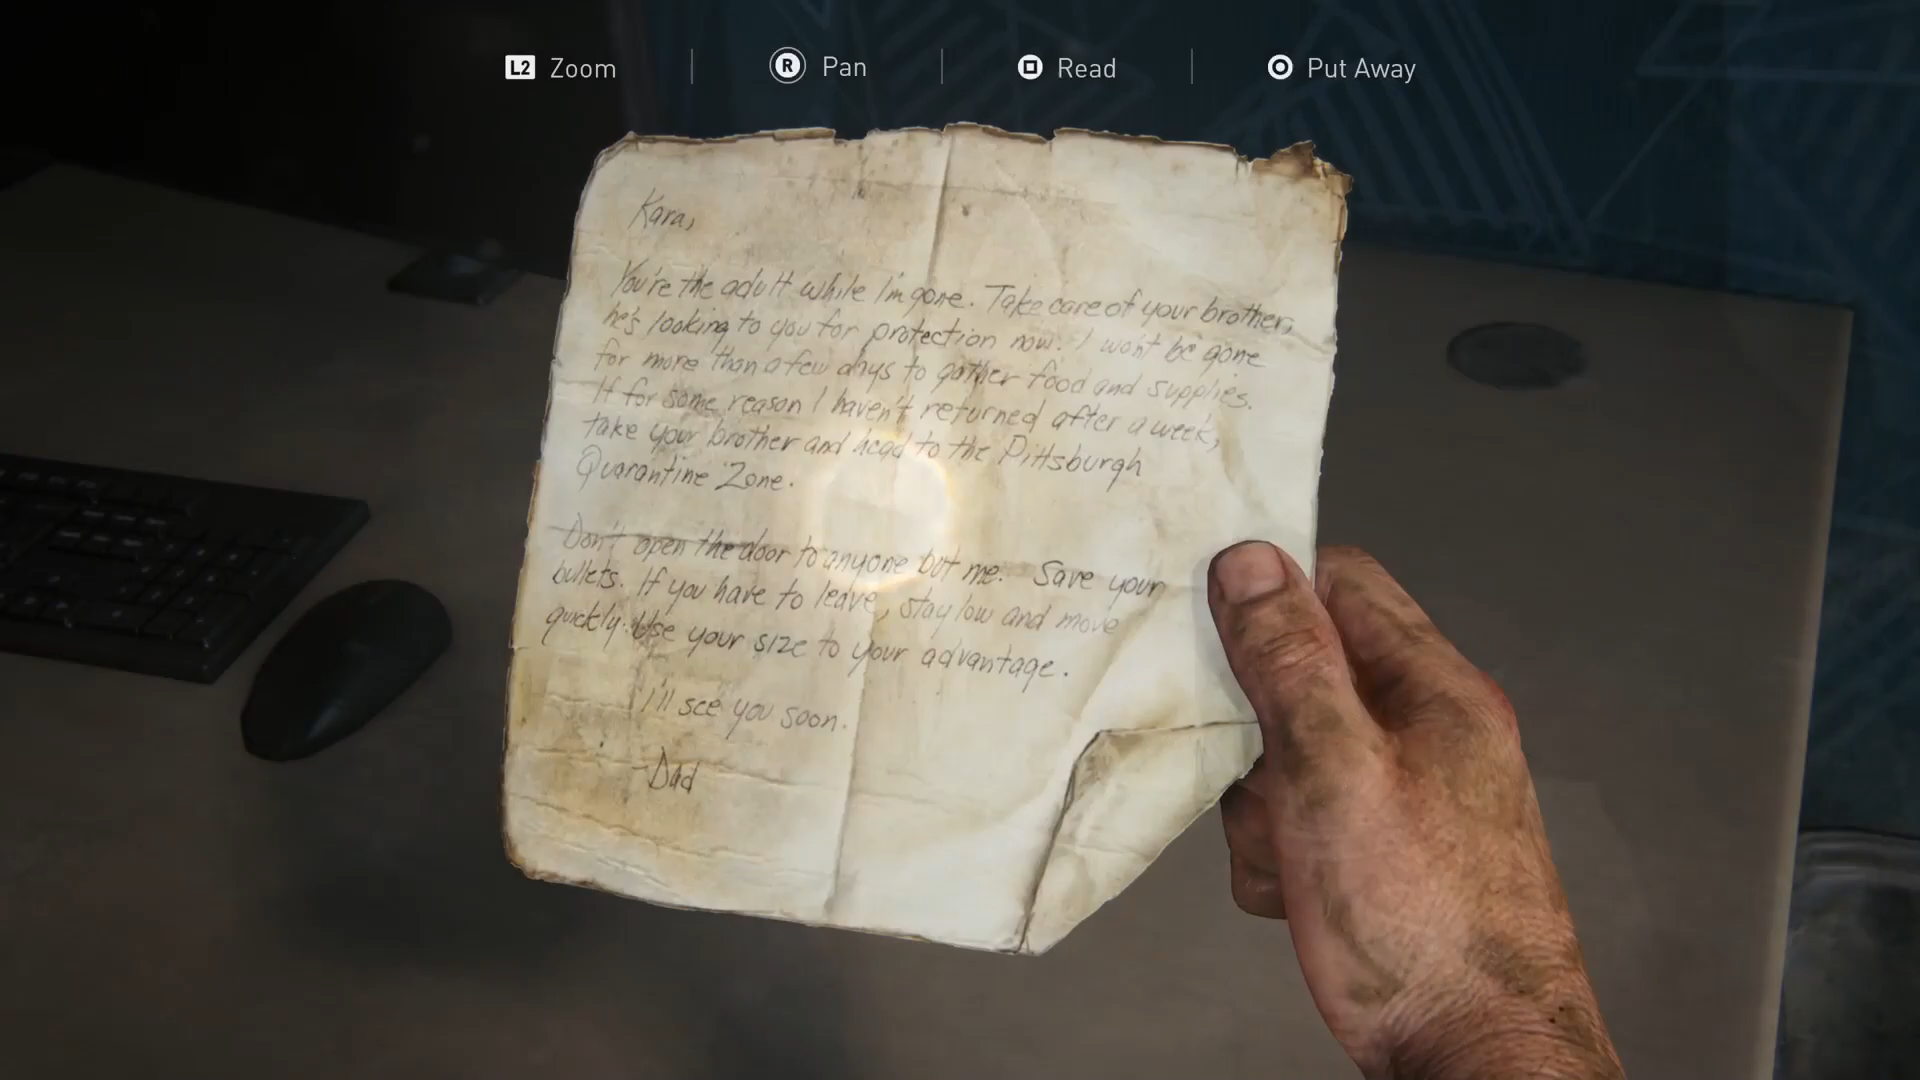 L2 Zoom R Pan Read Put Away
Kara,
You're the adult while I'm gone. Take care of your brother,
he's looking to you for protection now. I won't be gone
for more than a few days to gather food and supplies.
If for some reason I haven't returned after a week,
take your brother and head to the Pittsburgh
Quarantine Zone.
Don't open the door to anyone but me. Save your
bullets. If you have to leave, stay low and move
quickly. Use your size to your advantage.
I'll see you soon.
-Dad